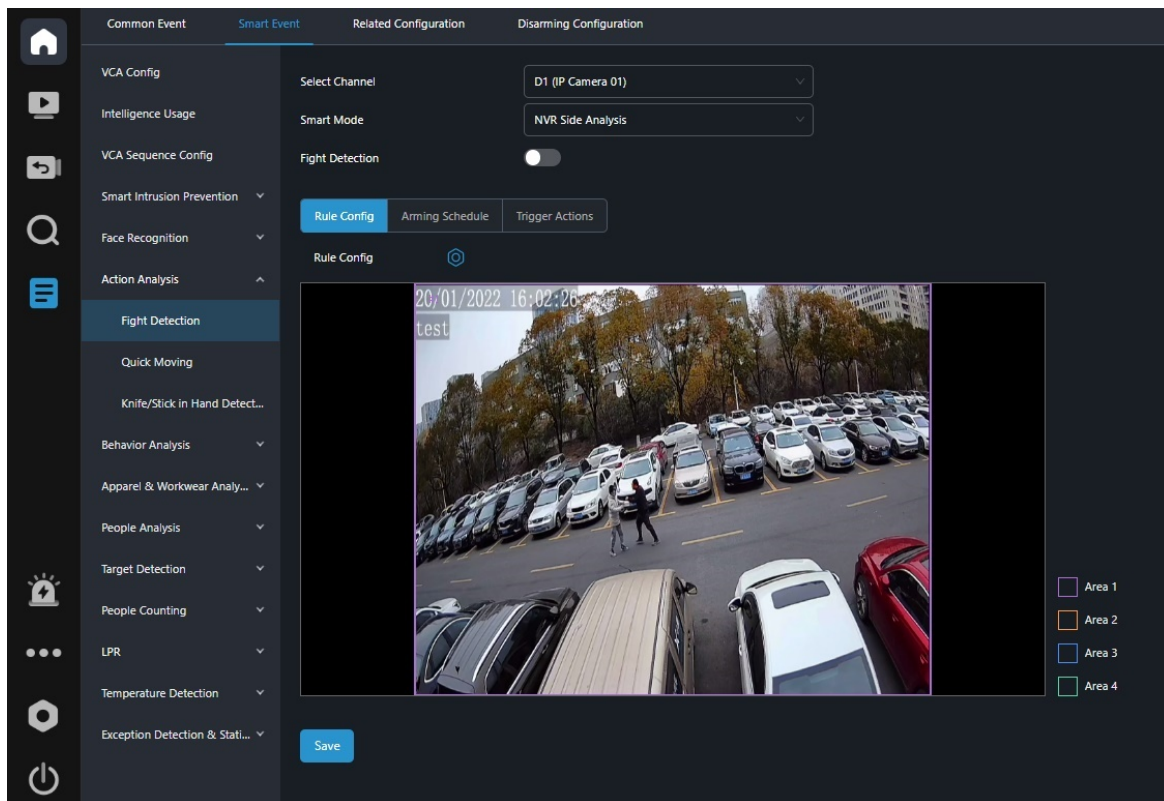 Common Event
Smart Event
Related Configuration
Disarming Configuration
VCA Config
Intelligence Usage
VCA Sequence Config
Smart Intrusion Prevention
Face Recognition
Action Analysis
Fight Detection
Quick Moving
Knife/Stick in Hand Detect...
Behavior Analysis
Apparel & Workwear Analy...
People Analysis
Target Detection
People Counting
LPR
Temperature Detection
Exception Detection & Stati...
Select Channel
D1 (IP Camera 01)
Smart Mode
NVR Side Analysis
Fight Detection
Rule Config
Arming Schedule
Trigger Actions
Rule Config
20/01/2022 16:02:26
test
Area 1
Area 2
Area 3
Area 4
Save